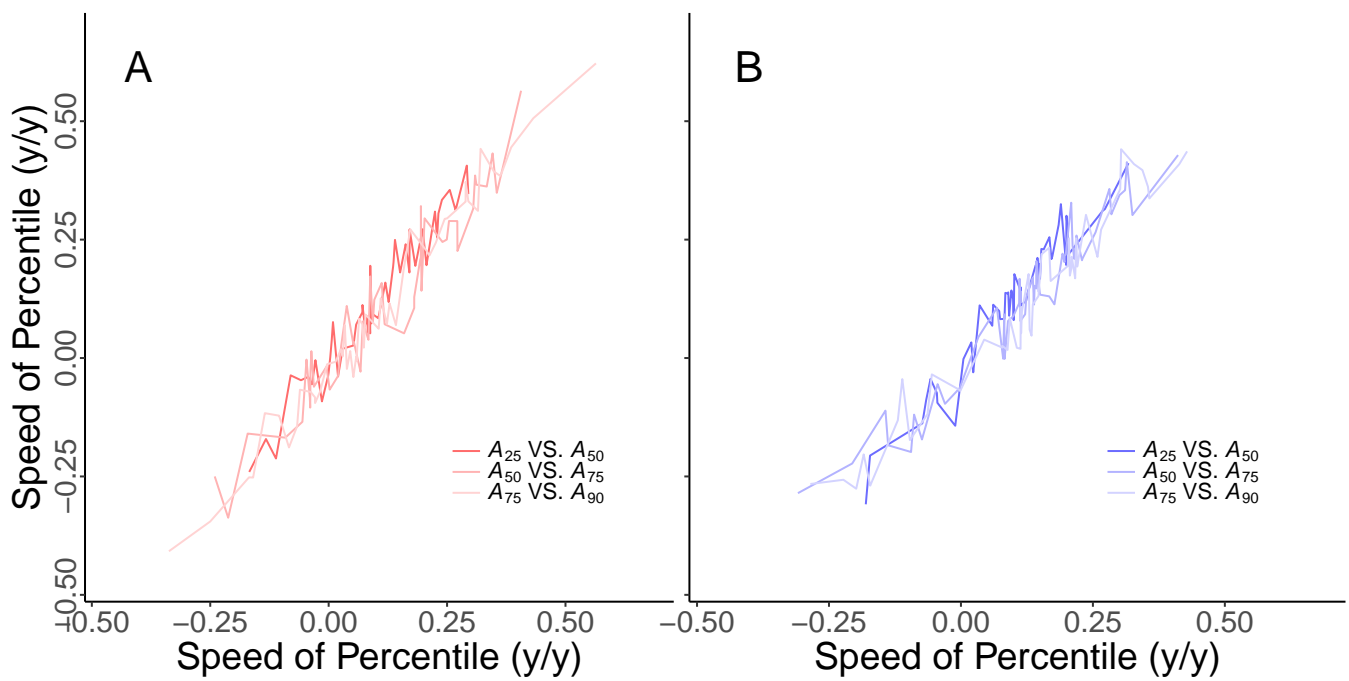 A
B
Speed of Percentile (y/y)
0.50
0.25
0.00
−0.25
−0.50
A25 VS. A50
A50 VS. A75
A75 VS. A90
A25 VS. A50
A50 VS. A75
A75 VS. A90
−0.50 −0.25 0.00 0.25 0.50
−0.50 −0.25 0.00 0.25 0.50
Speed of Percentile (y/y)
Speed of Percentile (y/y)